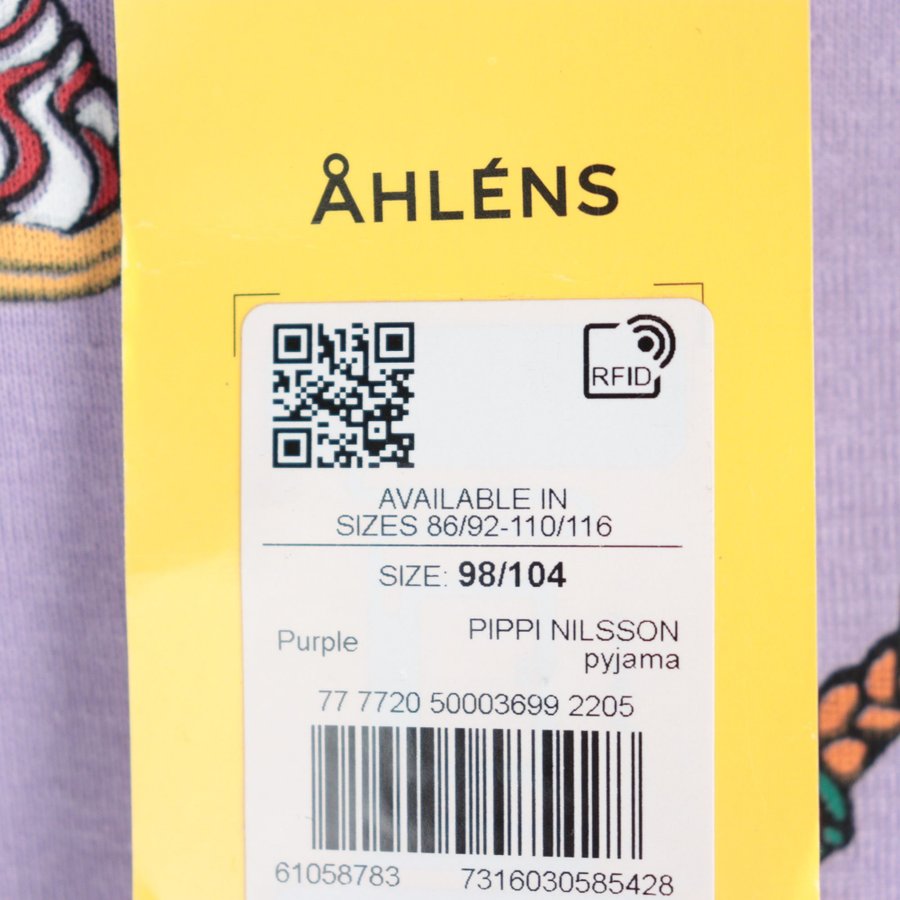 ÅHLÉNS
RFID
AVAILABLE IN
SIZES 86/92-110/116
SIZE: 98/104
Purple
PIPPI NILSSON
pyjama
77 7720 50003699 2205
61058783 7316030585428